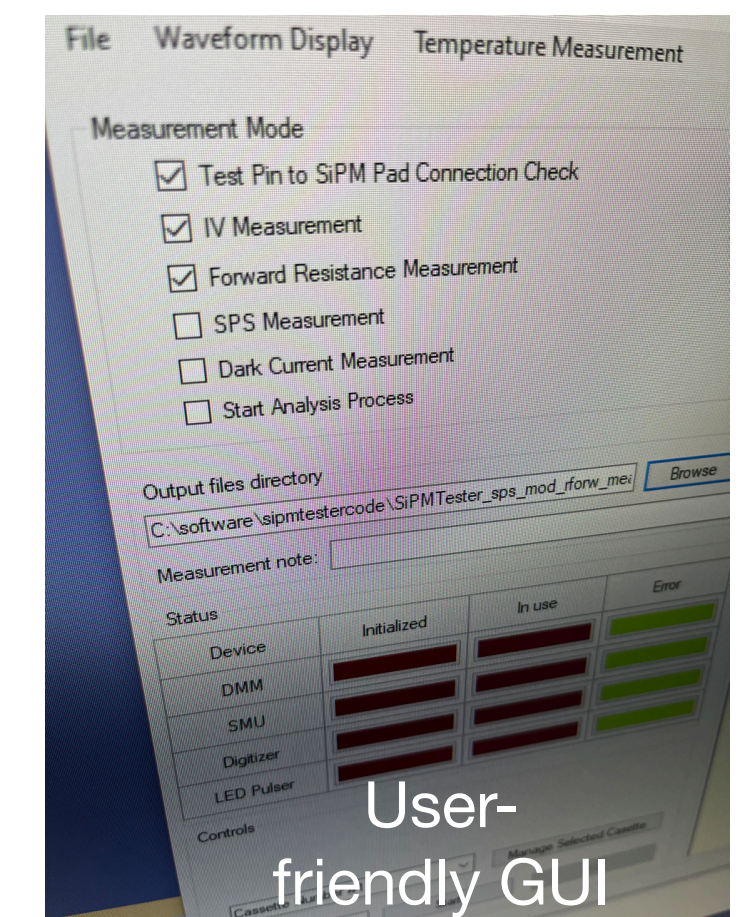 File Waveform Display Temperature Measurement
Measurement Mode
Test Pin to SiPM Pad Connection Check
IV Measurement
Forward Resistance Measurement
SPS Measurement
Dark Current Measurement
Start Analysis Process
Output files directory
C:\software\sipmtestercode\SiPMTester_sps_mod_rforw_mea Browse
Measurement note:
Status
Device Initialized In use Error
DMM
SMU
Digitizer
LED Pulser
Controls
Manage Selected Casette
Cassette
User-
friendly GUI